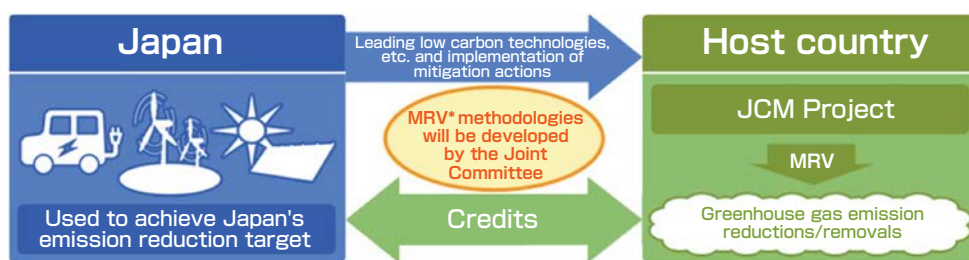 Japan
Leading low carbon technologies,
etc. and implementation of
mitigation actions
Host country
MRV* methodologies
will be developed
by the Joint
Committee
JCM Project
MRV
Used to achieve Japan's
emission reduction target
Credits
Greenhouse gas emission
reductions/removals